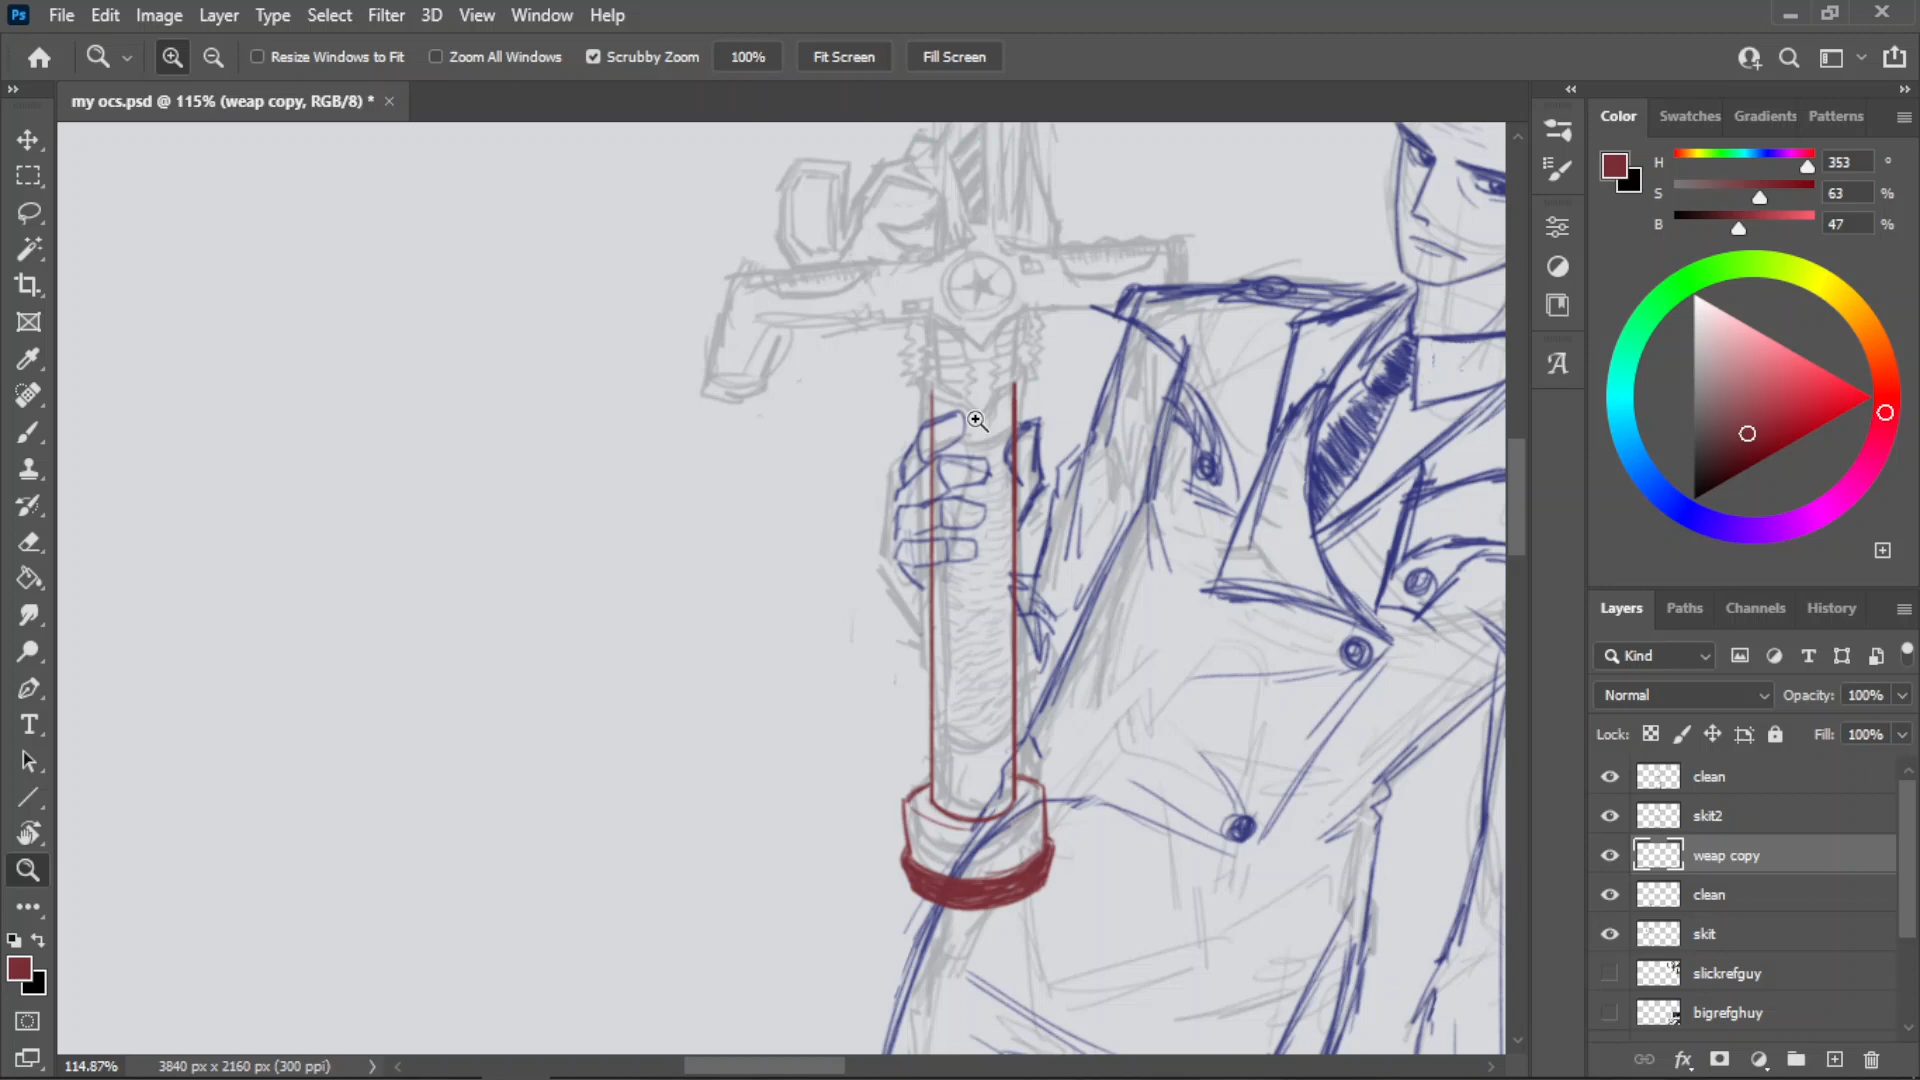 Ps File Edit Image Layer Type Select Filter 3D View Window Help
Resize Windows to Fit Zoom All Windows Scrubby Zoom 100% Fit Screen Fill Screen
my ocs.psd @ 115% (weap copy, RGB/8) *
Color Swatches Gradients Patterns
H 353 °
S 63 %
B 47 %
Layers Paths Channels History
Kind
Normal Opacity: 100%
Lock: Fill: 100%
clean
skit2
weap copy
clean
skit
slickrefguy
bigrefghuy
114.87% 3840 px x 2160 px (300 ppi)